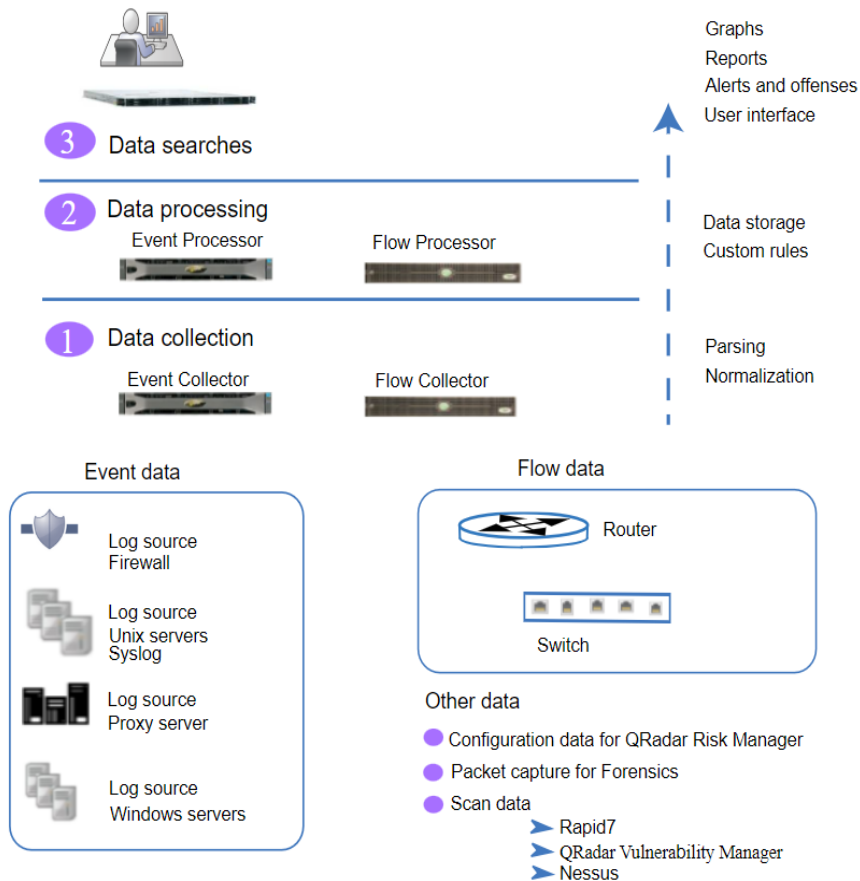 Graphs
Reports
Alerts and offenses
User interface
3 Data searches
2 Data processing
Event Processor
Flow Processor
Data storage
Custom rules
1 Data collection
Event Collector
Flow Collector
Parsing
Normalization
Event data
Log source
Firewall
Log source
Unix servers
Syslog
Log source
Proxy server
Log source
Windows servers
Flow data
Router
Switch
Other data
Configuration data for QRadar Risk Manager
Packet capture for Forensics
Scan data
Rapid7
QRadar Vulnerability Manager
Nessus